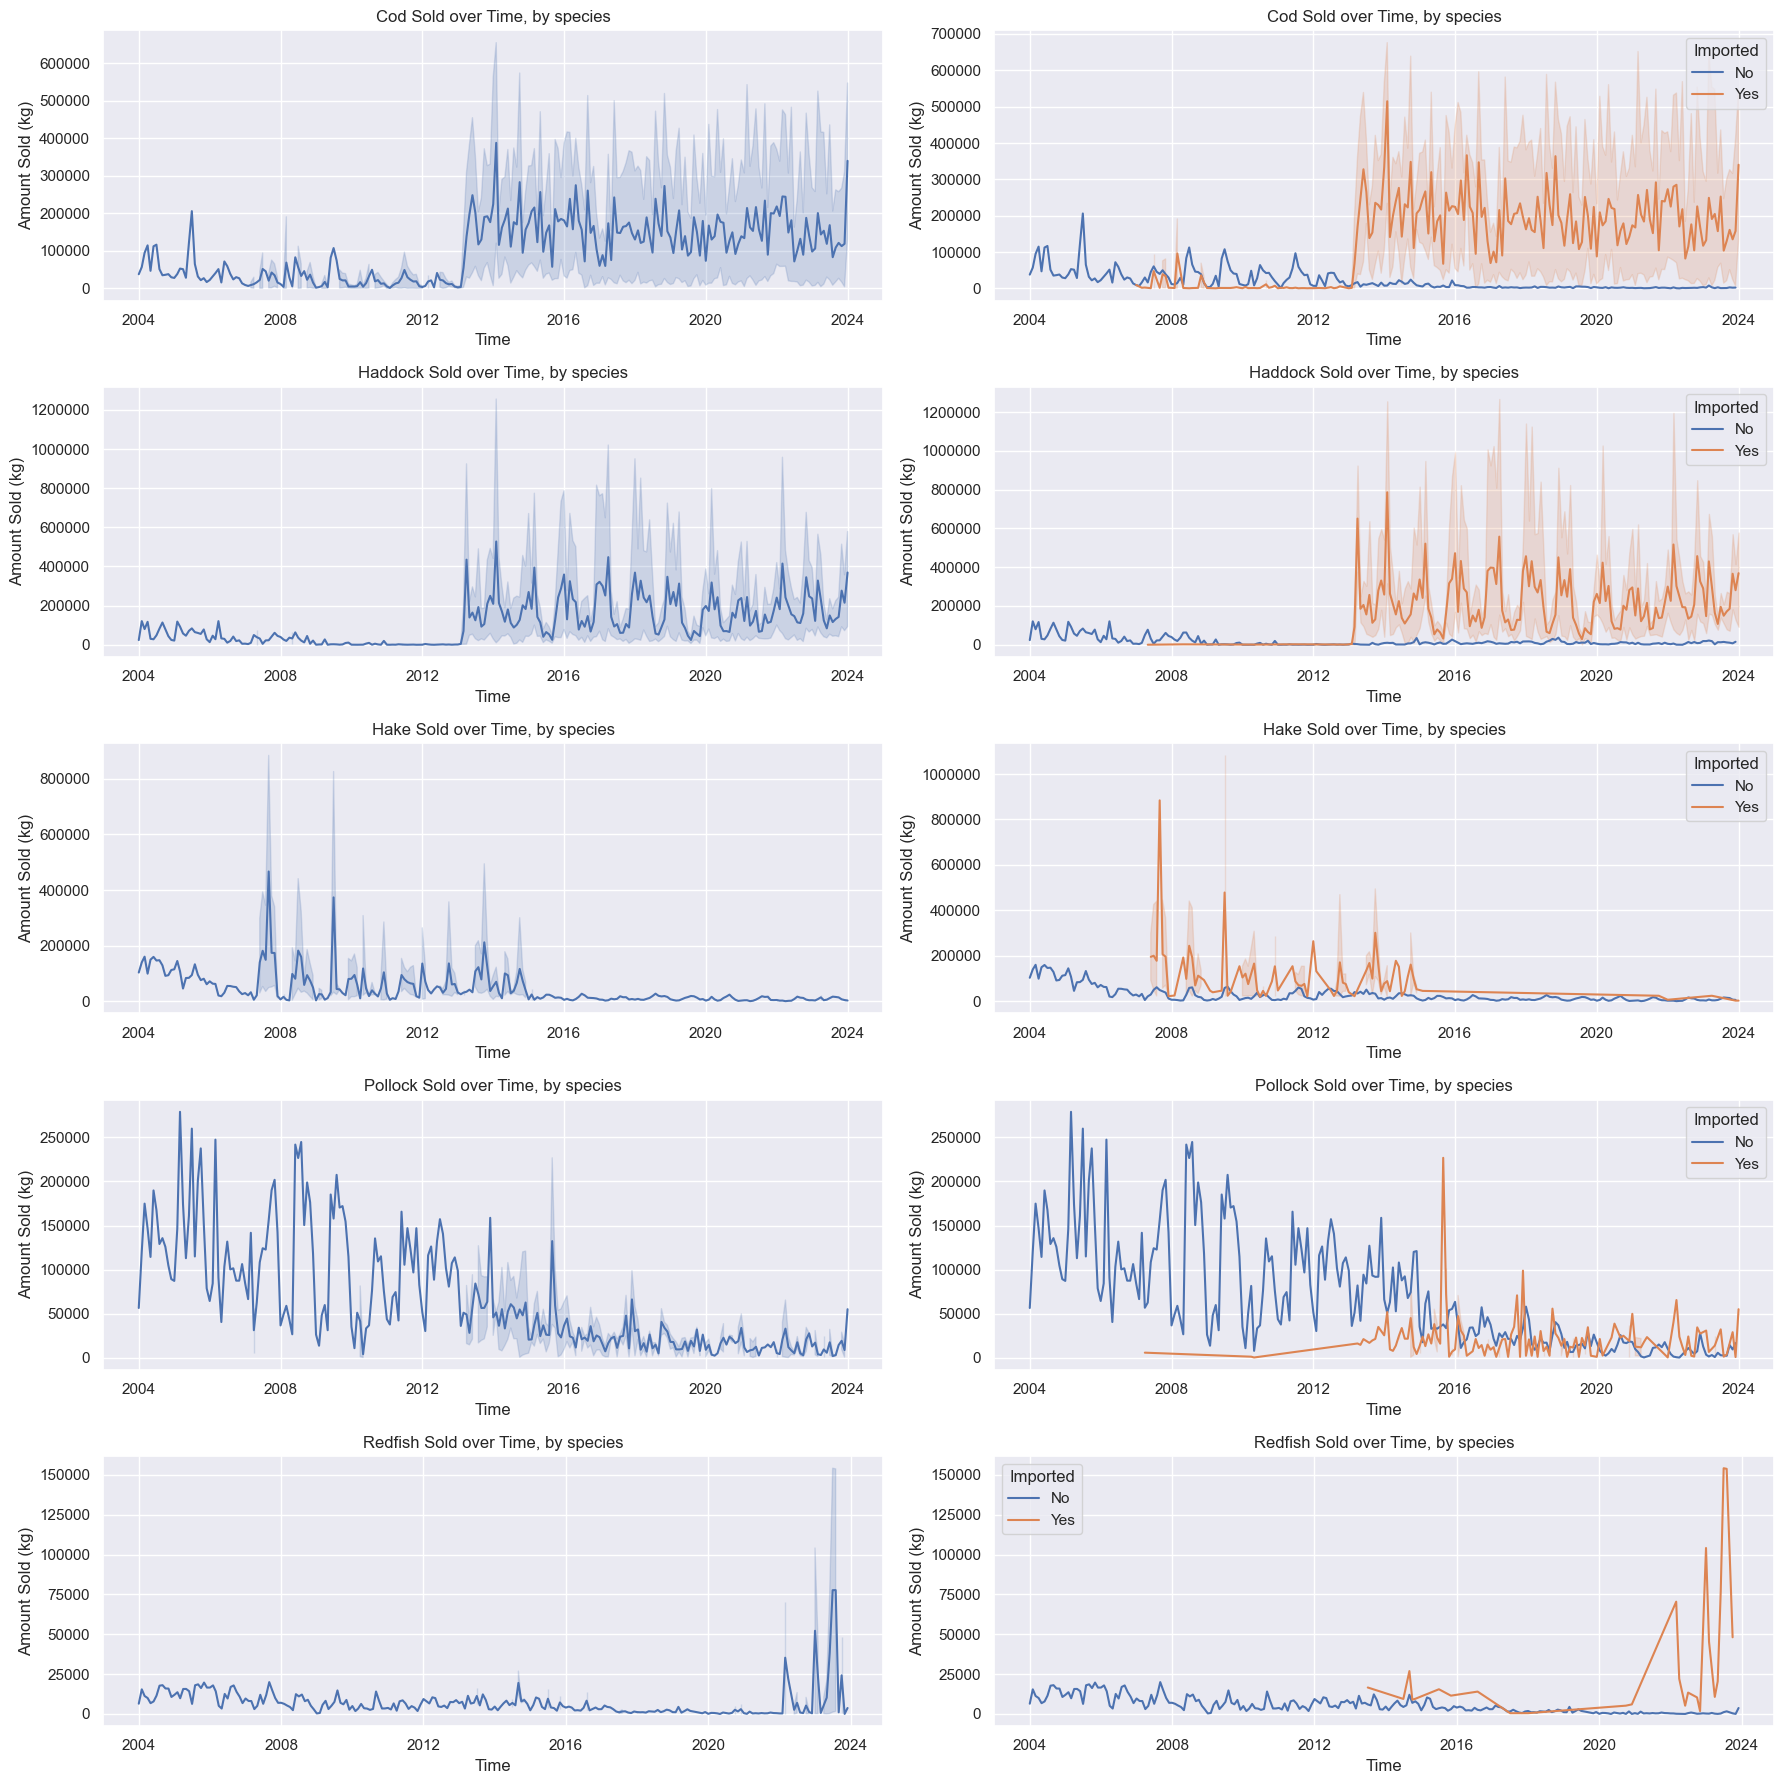 Cod Sold over Time, by species
Amount Sold (kg)
600000
500000
400000
300000
200000
100000
0
2004 2008 2012 2016 2020 2024
Time
Cod Sold over Time, by species
Amount Sold (kg)
700000
600000
500000
400000
300000
200000
100000
0
Imported
No
Yes
2004 2008 2012 2016 2020 2024
Time
Haddock Sold over Time, by species
Amount Sold (kg)
1200000
1000000
800000
600000
400000
200000
0
2004 2008 2012 2016 2020 2024
Time
Haddock Sold over Time, by species
Amount Sold (kg)
1200000
1000000
800000
600000
400000
200000
0
Imported
No
Yes
2004 2008 2012 2016 2020 2024
Time
Hake Sold over Time, by species
Amount Sold (kg)
800000
600000
400000
200000
0
2004 2008 2012 2016 2020 2024
Time
Hake Sold over Time, by species
Amount Sold (kg)
1000000
800000
600000
400000
200000
0
Imported
No
Yes
2004 2008 2012 2016 2020 2024
Time
Pollock Sold over Time, by species
Amount Sold (kg)
250000
200000
150000
100000
50000
0
2004 2008 2012 2016 2020 2024
Time
Pollock Sold over Time, by species
Amount Sold (kg)
250000
200000
150000
100000
50000
0
Imported
No
Yes
2004 2008 2012 2016 2020 2024
Time
Redfish Sold over Time, by species
Amount Sold (kg)
150000
125000
100000
75000
50000
25000
0
2004 2008 2012 2016 2020 2024
Time
Redfish Sold over Time, by species
Amount Sold (kg)
150000
125000
100000
75000
50000
25000
0
Imported
No
Yes
2004 2008 2012 2016 2020 2024
Time